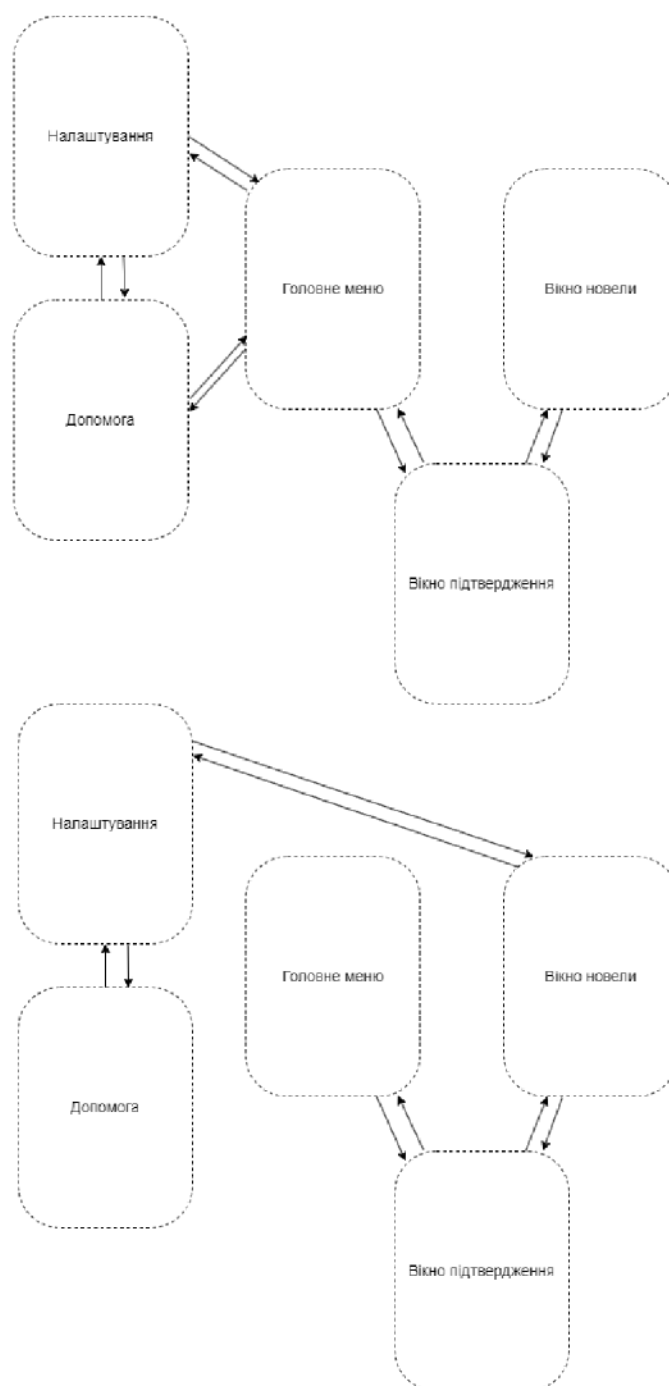 Налаштування
Головне меню
Вікно новели
Допомога
Вікно підтвердження
Налаштування
Головне меню
Вікно новели
Допомога
Вікно підтвердження